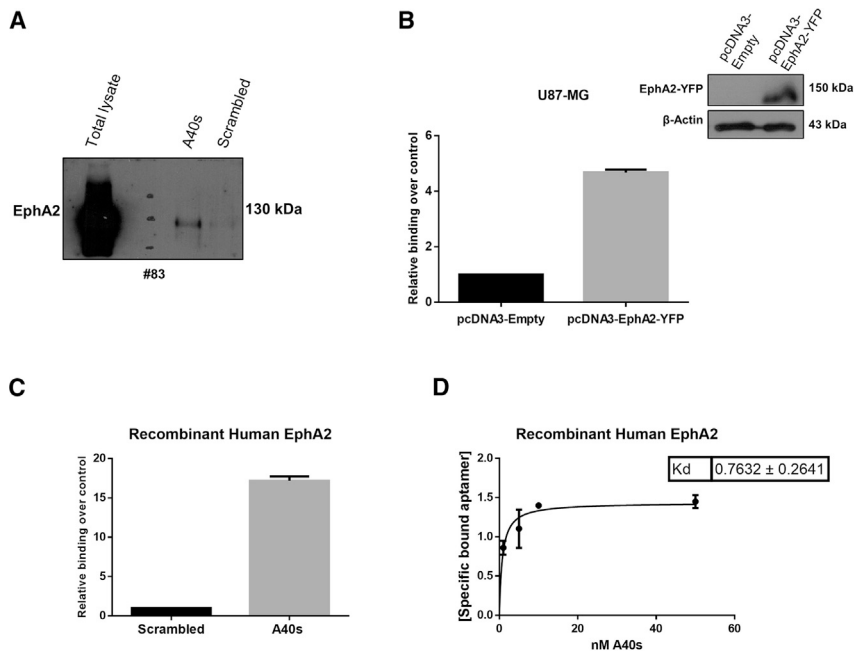 A
Total lysate
A40s
Scrambled
EphA2
130 kDa
#83
B
pcDNA3-
Empty
pcDNA3-
EphA2-YFP
EphA2-YFP
150 kDa
β-Actin
43 kDa
U87-MG
Relative binding over control
6
4
2
0
pcDNA3-Empty
pcDNA3-EphA2-YFP
C
Recombinant Human EphA2
Relative binding over control
20
15
10
5
0
Scrambled
A40s
D
Recombinant Human EphA2
Kd 0.7632 ± 0.2641
[Specific bound aptamer]
2.0
1.5
1.0
0.5
0.0
0
20
40
60
nM A40s